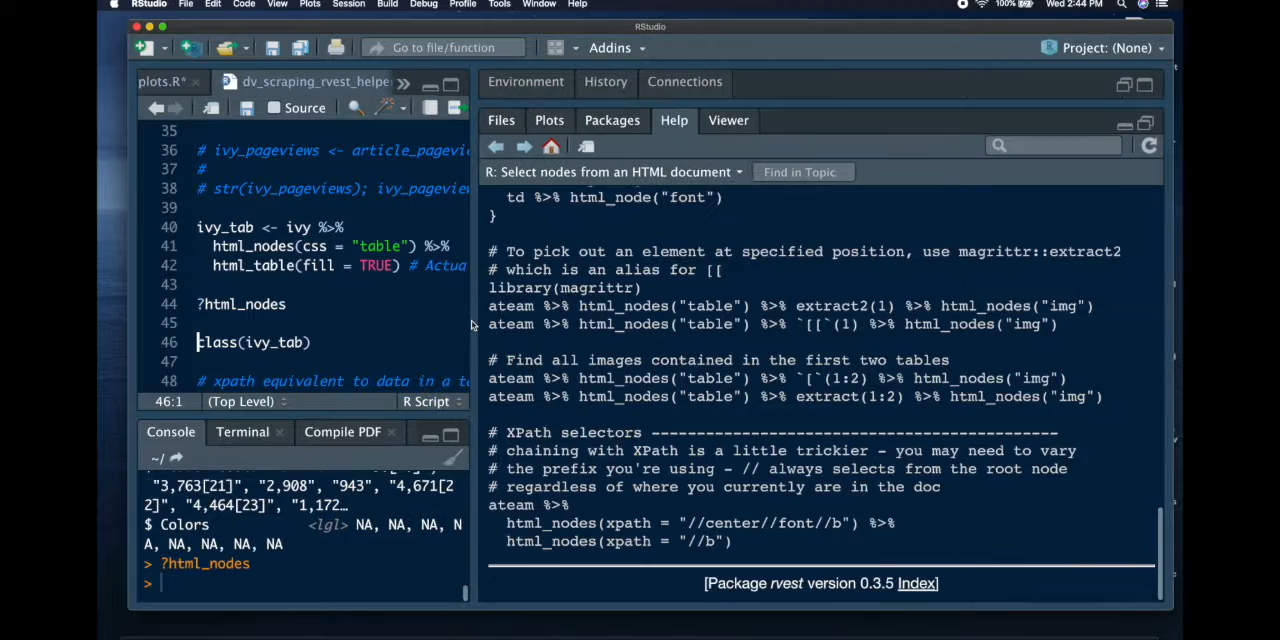 RStudio File Edit Code View Plots Session Build Debug Profile Tools Window Help 100% Wed 2:44 PM
RStudio
Go to file/function Addins Project: (None)
plots.R* dv_scraping_rvest_helpe
Source
35
36 # ivy_pageviews <- article_pagevi
37 #
38 # str(ivy_pageviews); ivy_pagevie
39
40 ivy_tab <- ivy %>%
41 html_nodes(css = "table") %>%
42 html_table(fill = TRUE) # Actua
43
44 ?html_nodes
45
46 class(ivy_tab)
47
48 # xpath equivalent to data in a ta
46:1 (Top Level) R Script
Console Terminal Compile PDF
~/
"3,763[21]", "2,908", "943", "4,671[2
2]", "4,464[23]", "1,172…
$ Colors <lgl> NA, NA, NA, N
A, NA, NA, NA, NA
> ?html_nodes
>
Environment History Connections
Files Plots Packages Help Viewer
R: Select nodes from an HTML document Find in Topic
td %>% html_node("font")
}
# To pick out an element at specified position, use magrittr::extract2
# which is an alias for [[
library(magrittr)
ateam %>% html_nodes("table") %>% extract2(1) %>% html_nodes("img")
ateam %>% html_nodes("table") %>% `[[`(1) %>% html_nodes("img")
# Find all images contained in the first two tables
ateam %>% html_nodes("table") %>% `[`(1:2) %>% html_nodes("img")
ateam %>% html_nodes("table") %>% extract(1:2) %>% html_nodes("img")
# XPath selectors ---------------------------------------------
# chaining with XPath is a little trickier - you may need to vary
# the prefix you're using - // always selects from the root node
# regardless of where you currently are in the doc
ateam %>%
html_nodes(xpath = "//center//font//b") %>%
html_nodes(xpath = "//b")
[Package rvest version 0.3.5 Index]